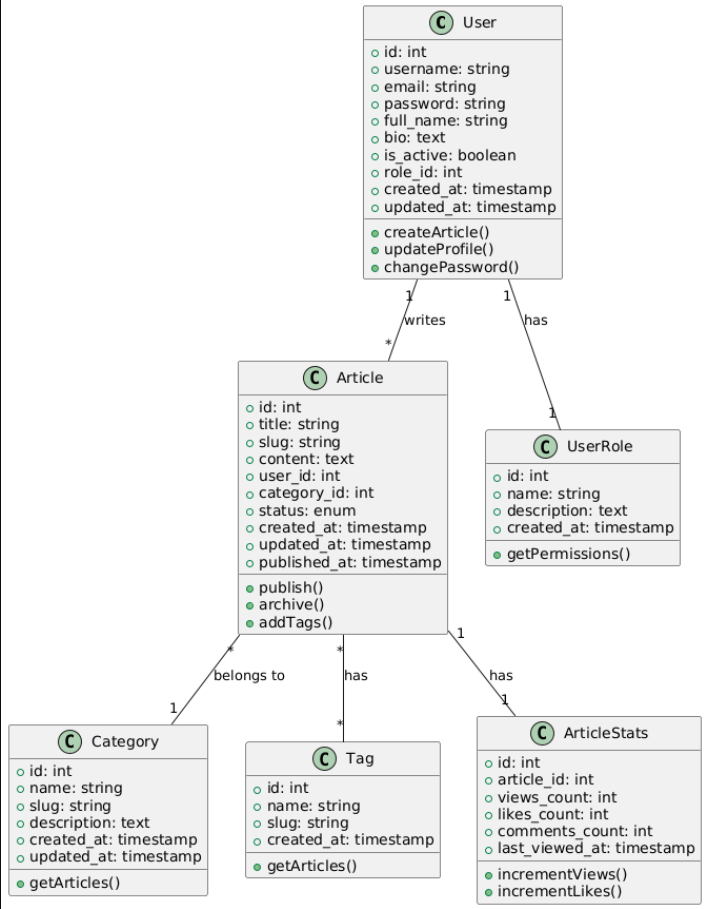 C User
id: int
username: string
email: string
password: string
full_name: string
bio: text
is_active: boolean
role_id: int
created_at: timestamp
updated_at: timestamp
createArticle()
updateProfile()
changePassword()
1
1
writes
has
*
1
C Article
id: int
title: string
slug: string
content: text
user_id: int
category_id: int
status: enum
created_at: timestamp
updated_at: timestamp
published_at: timestamp
publish()
archive()
addTags()
C UserRole
id: int
name: string
description: text
created_at: timestamp
getPermissions()
*
*
1
belongs to
has
has
1
*
1
C Category
id: int
name: string
slug: string
description: text
created_at: timestamp
updated_at: timestamp
getArticles()
C Tag
id: int
name: string
slug: string
created_at: timestamp
getArticles()
C ArticleStats
id: int
article_id: int
views_count: int
likes_count: int
comments_count: int
last_viewed_at: timestamp
incrementViews()
incrementLikes()